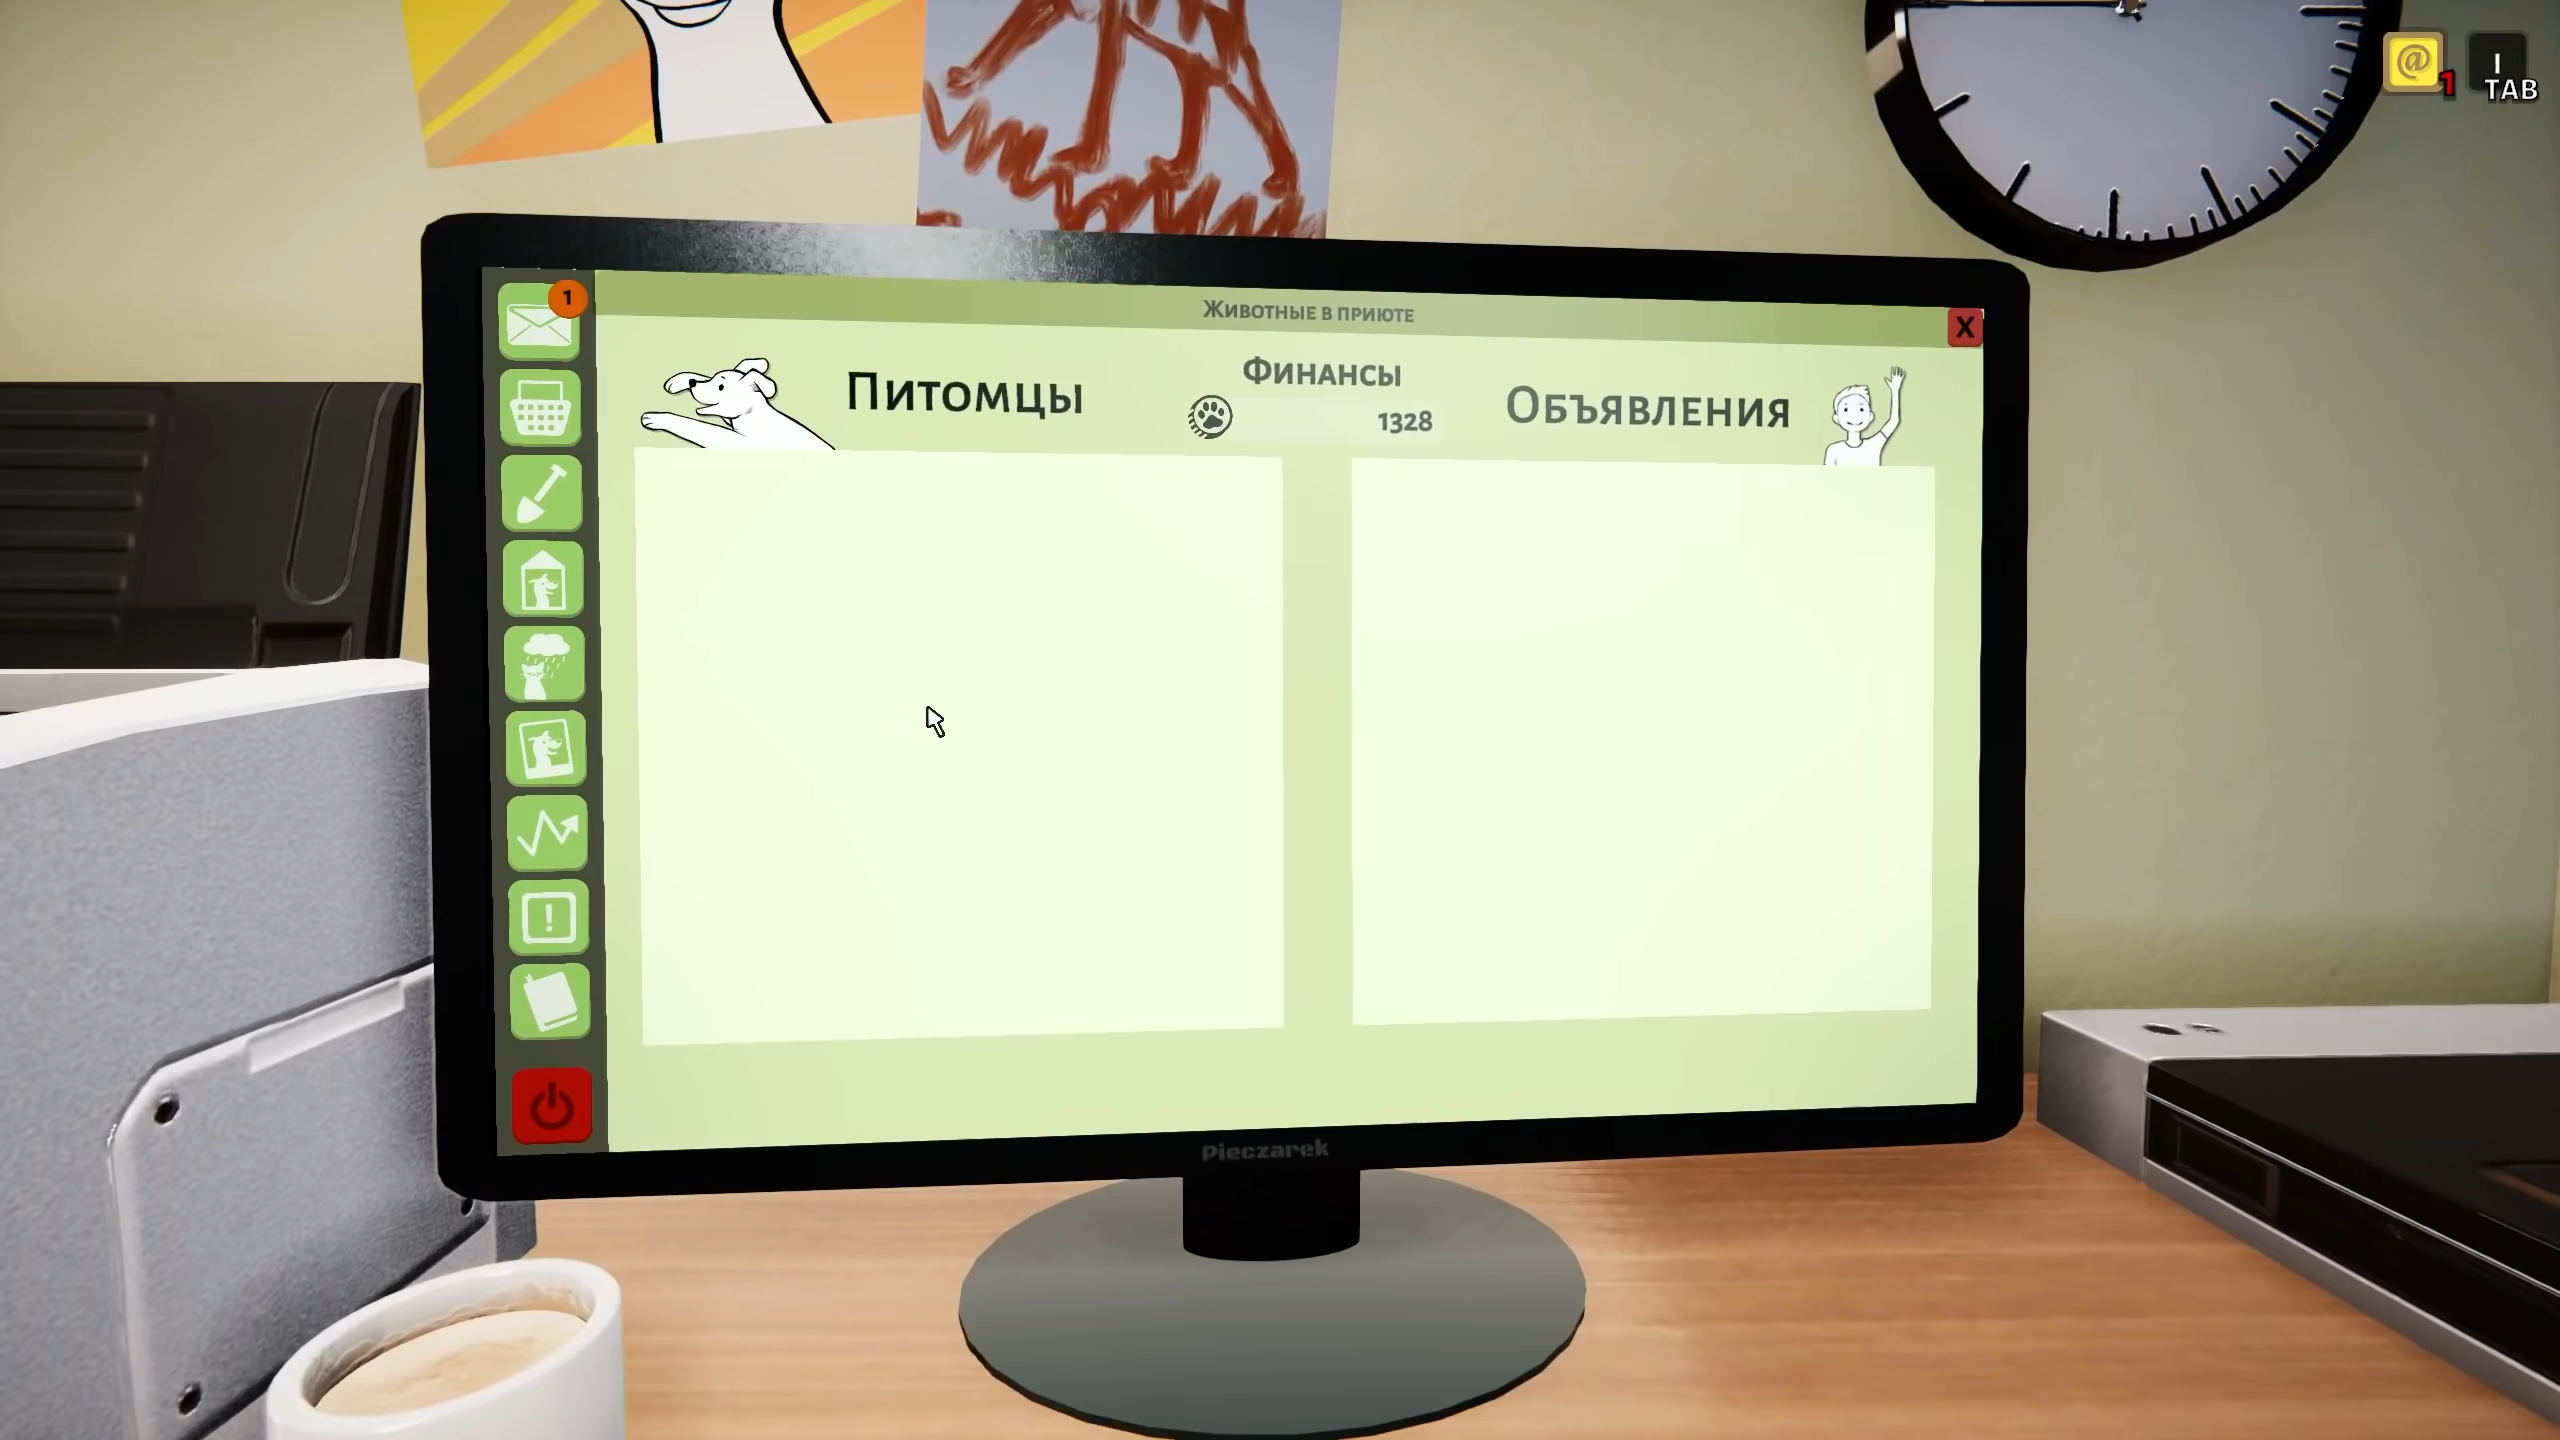 @ 1
I
TAB
1
Животные в приюте
X
Питомцы
Финансы
1328
Объявления
!
Pieczarek